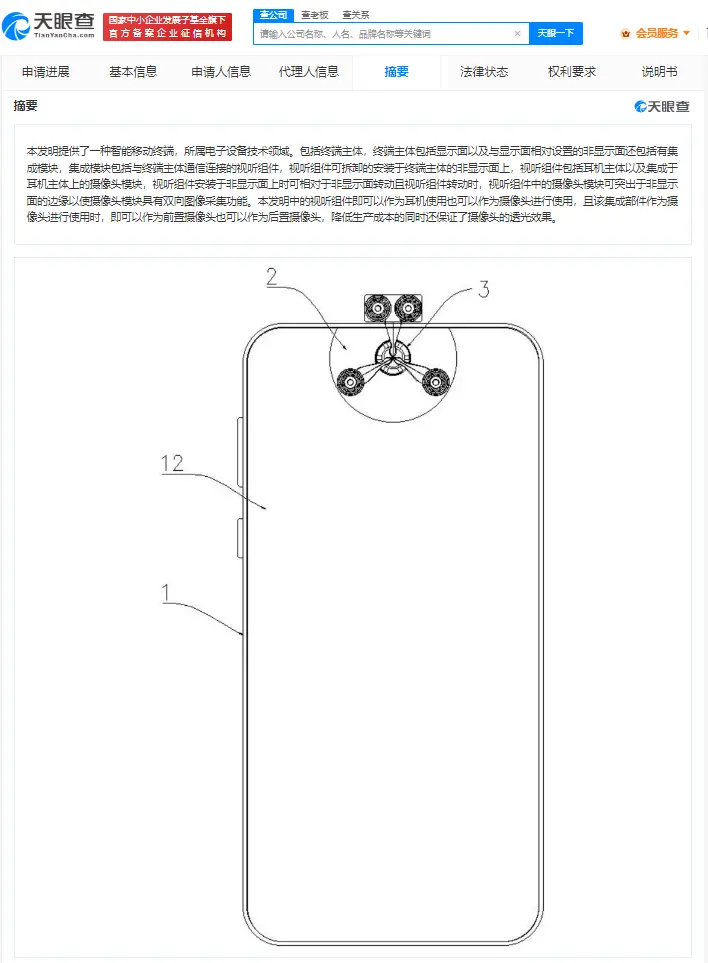 天眼查
TianYanCha.com
国家中小企业发展子基金旗下
官方备案企业征信机构
查公司 查老板 查关系
请输入公司名称、人名、品牌名称等关键词 × 天眼一下
会员服务
申请进展 基本信息 申请人信息 代理人信息 摘要 法律状态 权利要求 说明书
摘要
天眼查
本发明提供了一种智能移动终端，所属电子设备技术领域。包括终端主体，终端主体包括显示面以及与显示面相对设置的非显示面还包括有集
成模块，集成模块包括与终端主体通信连接的视听组件，视听组件可拆卸的安装于终端主体的非显示面上，视听组件包括耳机主体以及集成于
耳机主体上的摄像头模块，视听组件安装于非显示面上时可相对于非显示面转动且视听组件转动时，视听组件中的摄像头模块可突出于非显示
面的边缘以使摄像头模块具有双向图像采集功能。本发明中的视听组件即可以作为耳机使用也可以作为摄像头进行使用，且该集成部件作为摄
像头进行使用时，即可以作为前置摄像头也可以作为后置摄像头，降低生产成本的同时还保证了摄像头的透光效果。
2
3
12
1